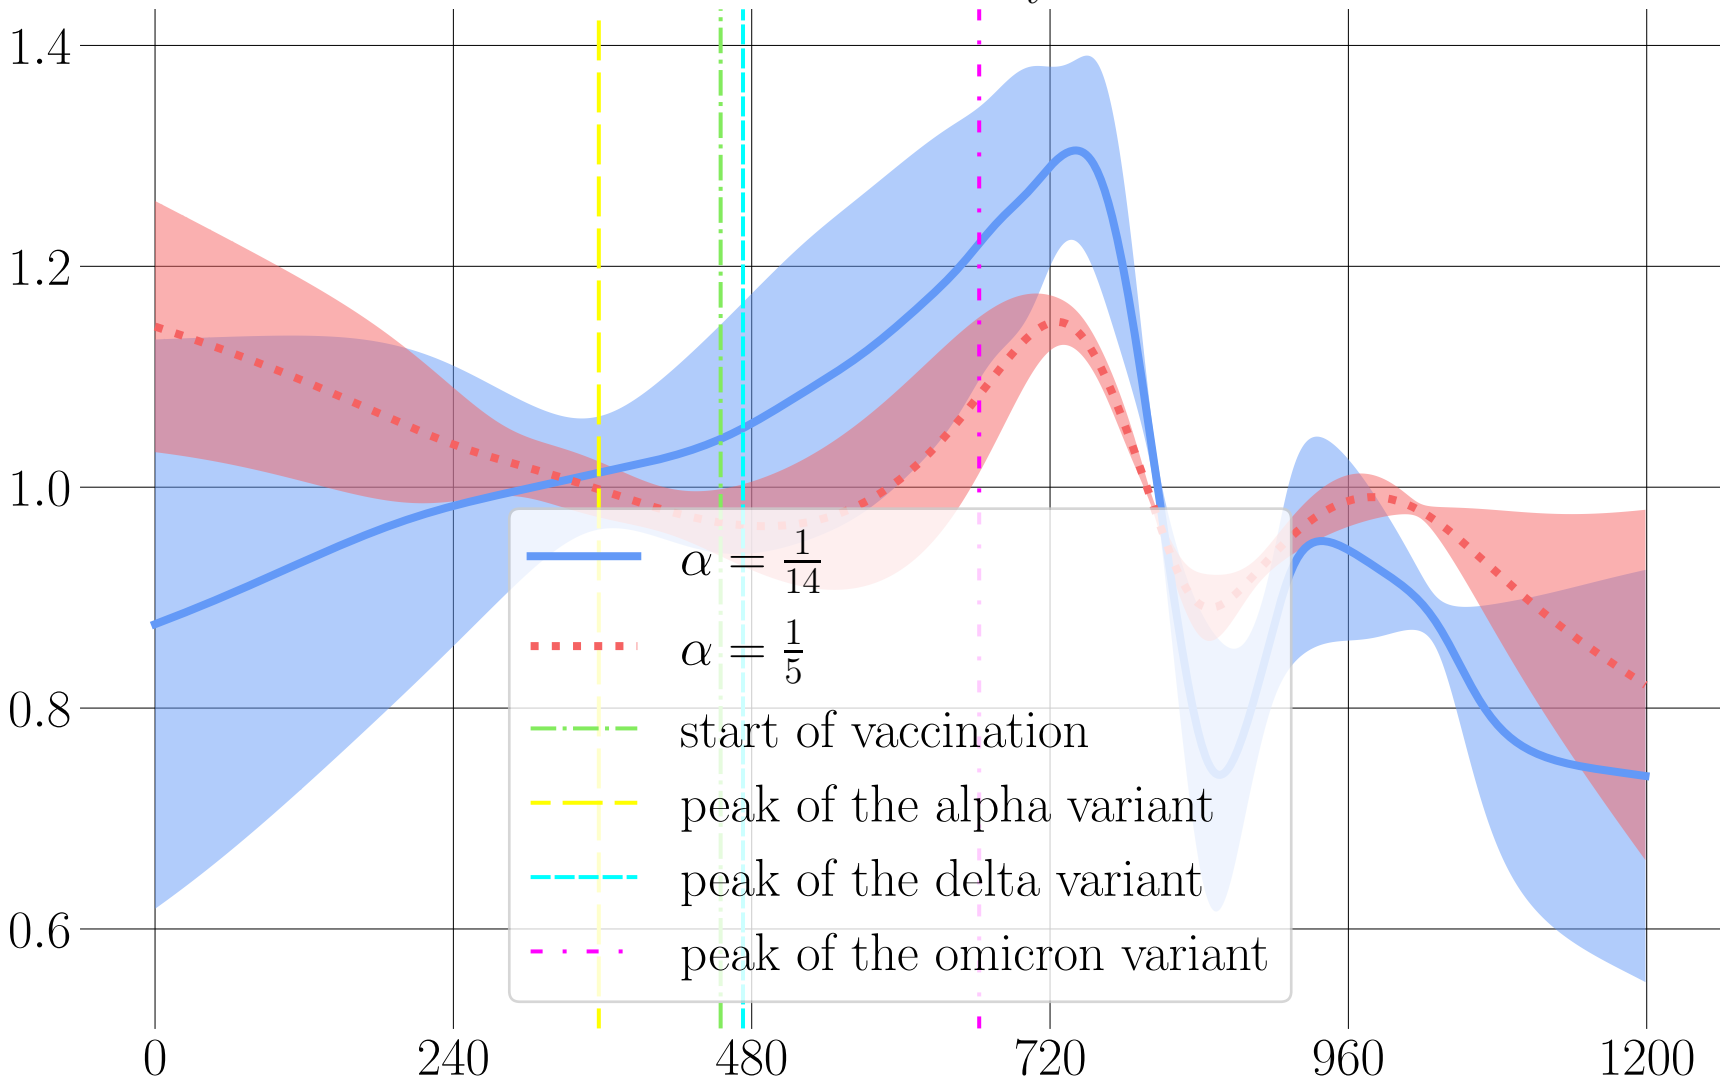 1.4
1.2
1.0
0.8
0.6
α = 1/14
α = 1/5
start of vaccination
peak of the alpha variant
peak of the delta variant
peak of the omicron variant
0 240 480 720 960 1200